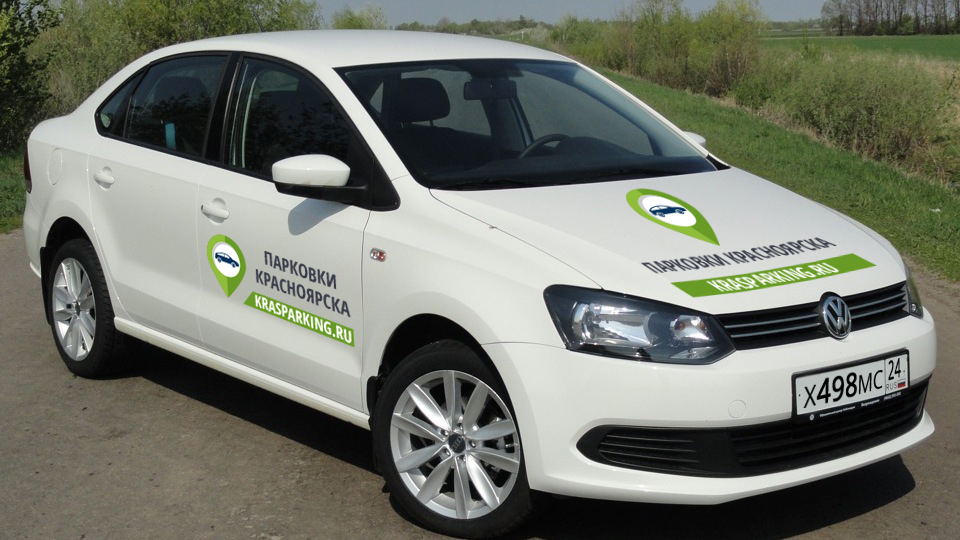 ПАРКОВКИ
КРАСНОЯРСКА
KRASPARKING.RU
ПАРКОВКИ КРАСНОЯРСКА
KRASPARKING.RU
Х498МС 24
RUS